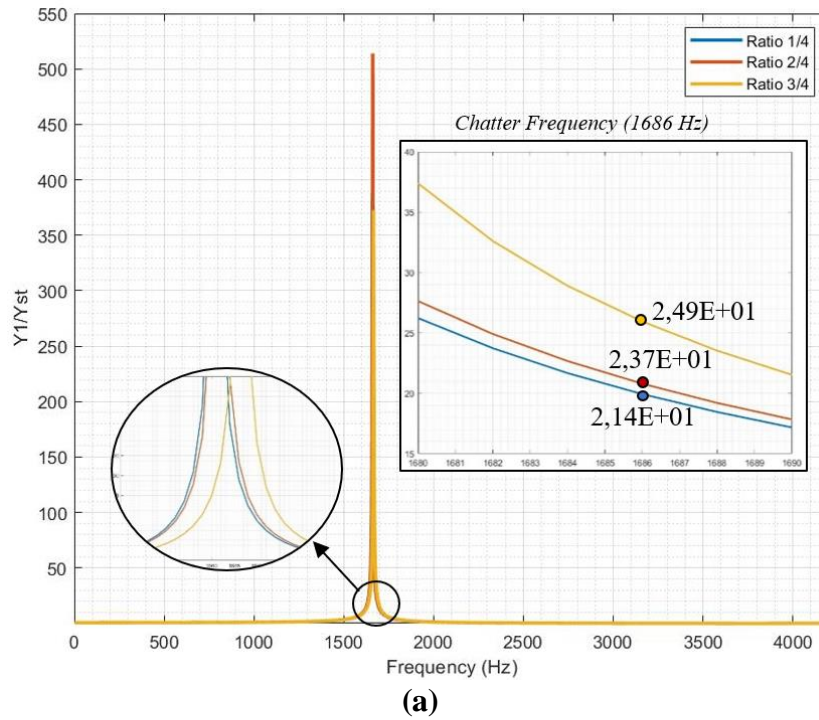 550
500
450
400
350
300
250
200
150
100
50
Y1/Yst
Ratio 1/4
Ratio 2/4
Ratio 3/4
Chatter Frequency (1686 Hz)
40
35
30
25
20
15
2,49E+01
2,37E+01
2,14E+01
1680 1681 1682 1683 1684 1685 1686 1687 1688 1689 1690
0 500 1000 1500 2000 2500 3000 3500 4000
Frequency (Hz)
(a)